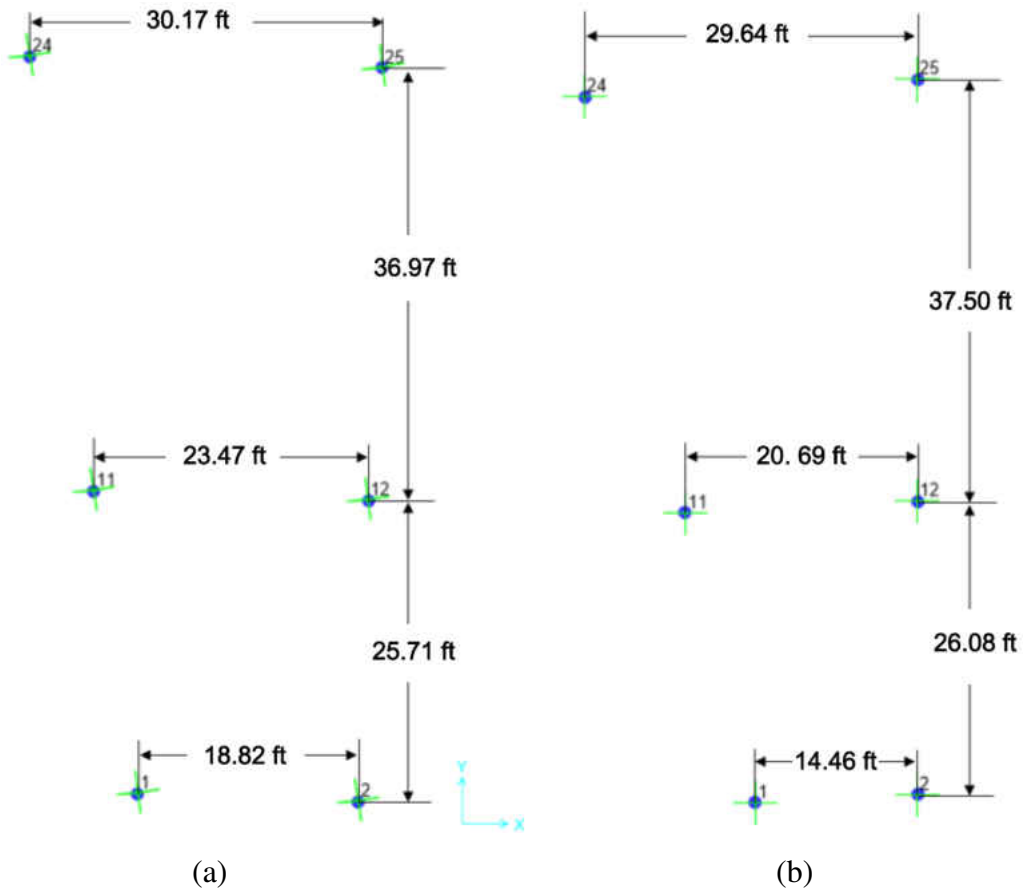 30.17 ft
24
25
36.97 ft
23.47 ft
11
12
25.71 ft
18.82 ft
1
2
Y
X
(a)
29.64 ft
24
25
37.50 ft
20. 69 ft
11
12
26.08 ft
14.46 ft
1
2
(b)